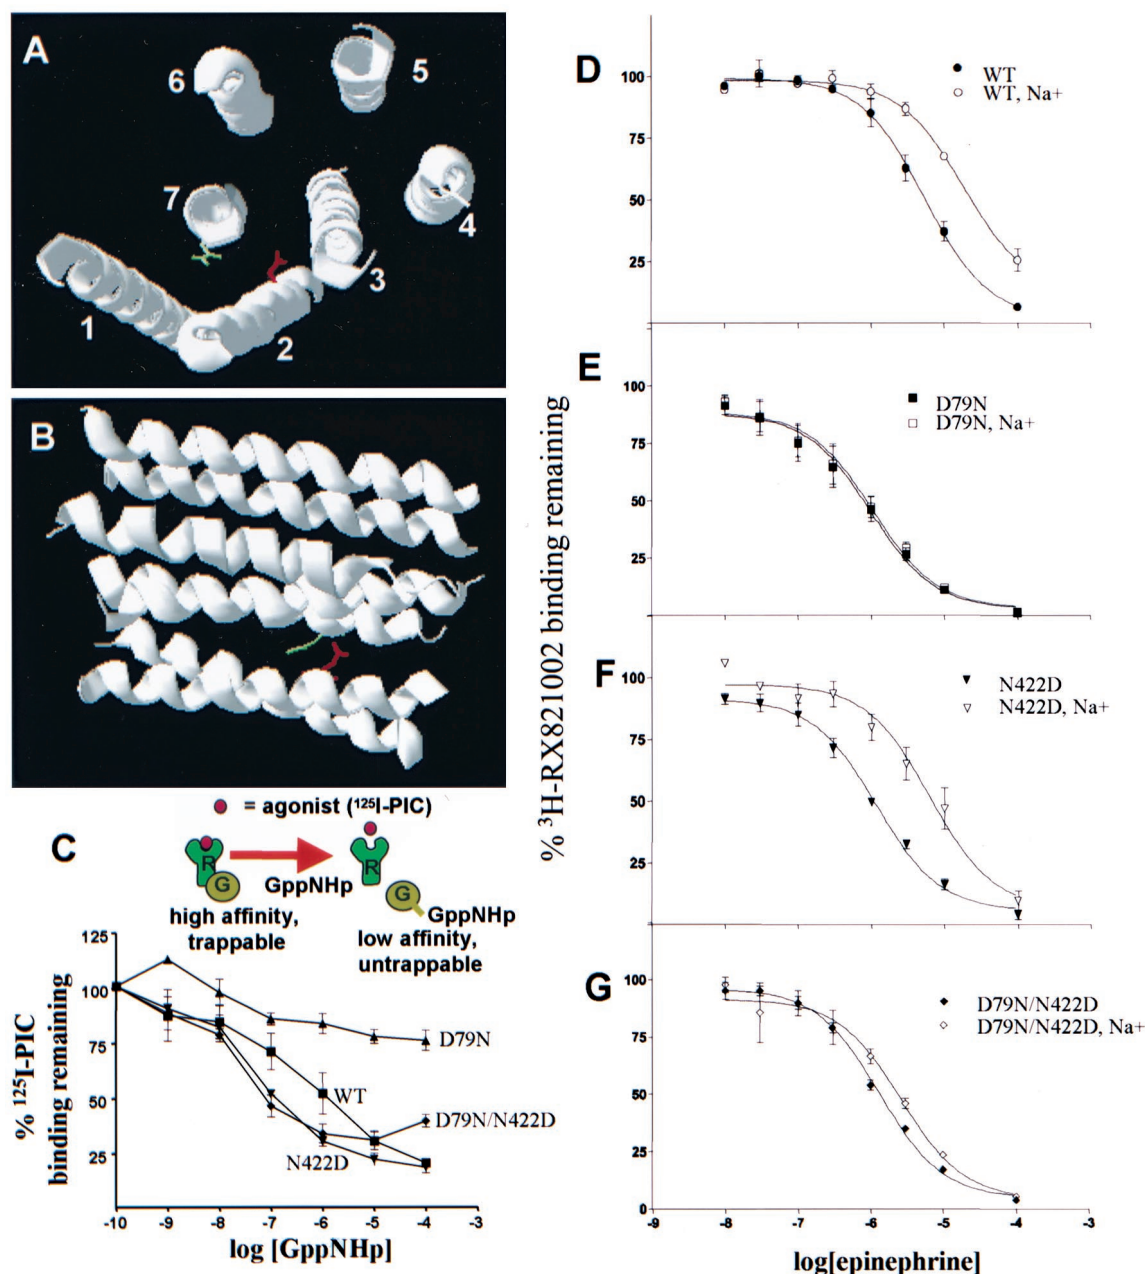 A
6
5
7
4
3
1
2
B
= agonist (¹²⁵I-PIC)
C
R
G
GppNHp
R
G
GppNHp
high affinity,
trappable
low affinity,
untrappable
% ¹²⁵I-PIC
binding remaining
125
100
75
50
25
D79N
WT
D79N/N422D
N422D
-10
-9
-8
-7
-6
-5
-4
-3
log [GppNHp]
% ³H-RX821002 binding remaining
D
100
75
50
25
WT
WT, Na+
E
100
75
50
25
D79N
D79N, Na+
F
100
75
50
25
N422D
N422D, Na+
G
100
75
50
25
0
D79N/N422D
D79N/N422D, Na+
-9
-8
-7
-6
-5
-4
-3
log[epinephrine]